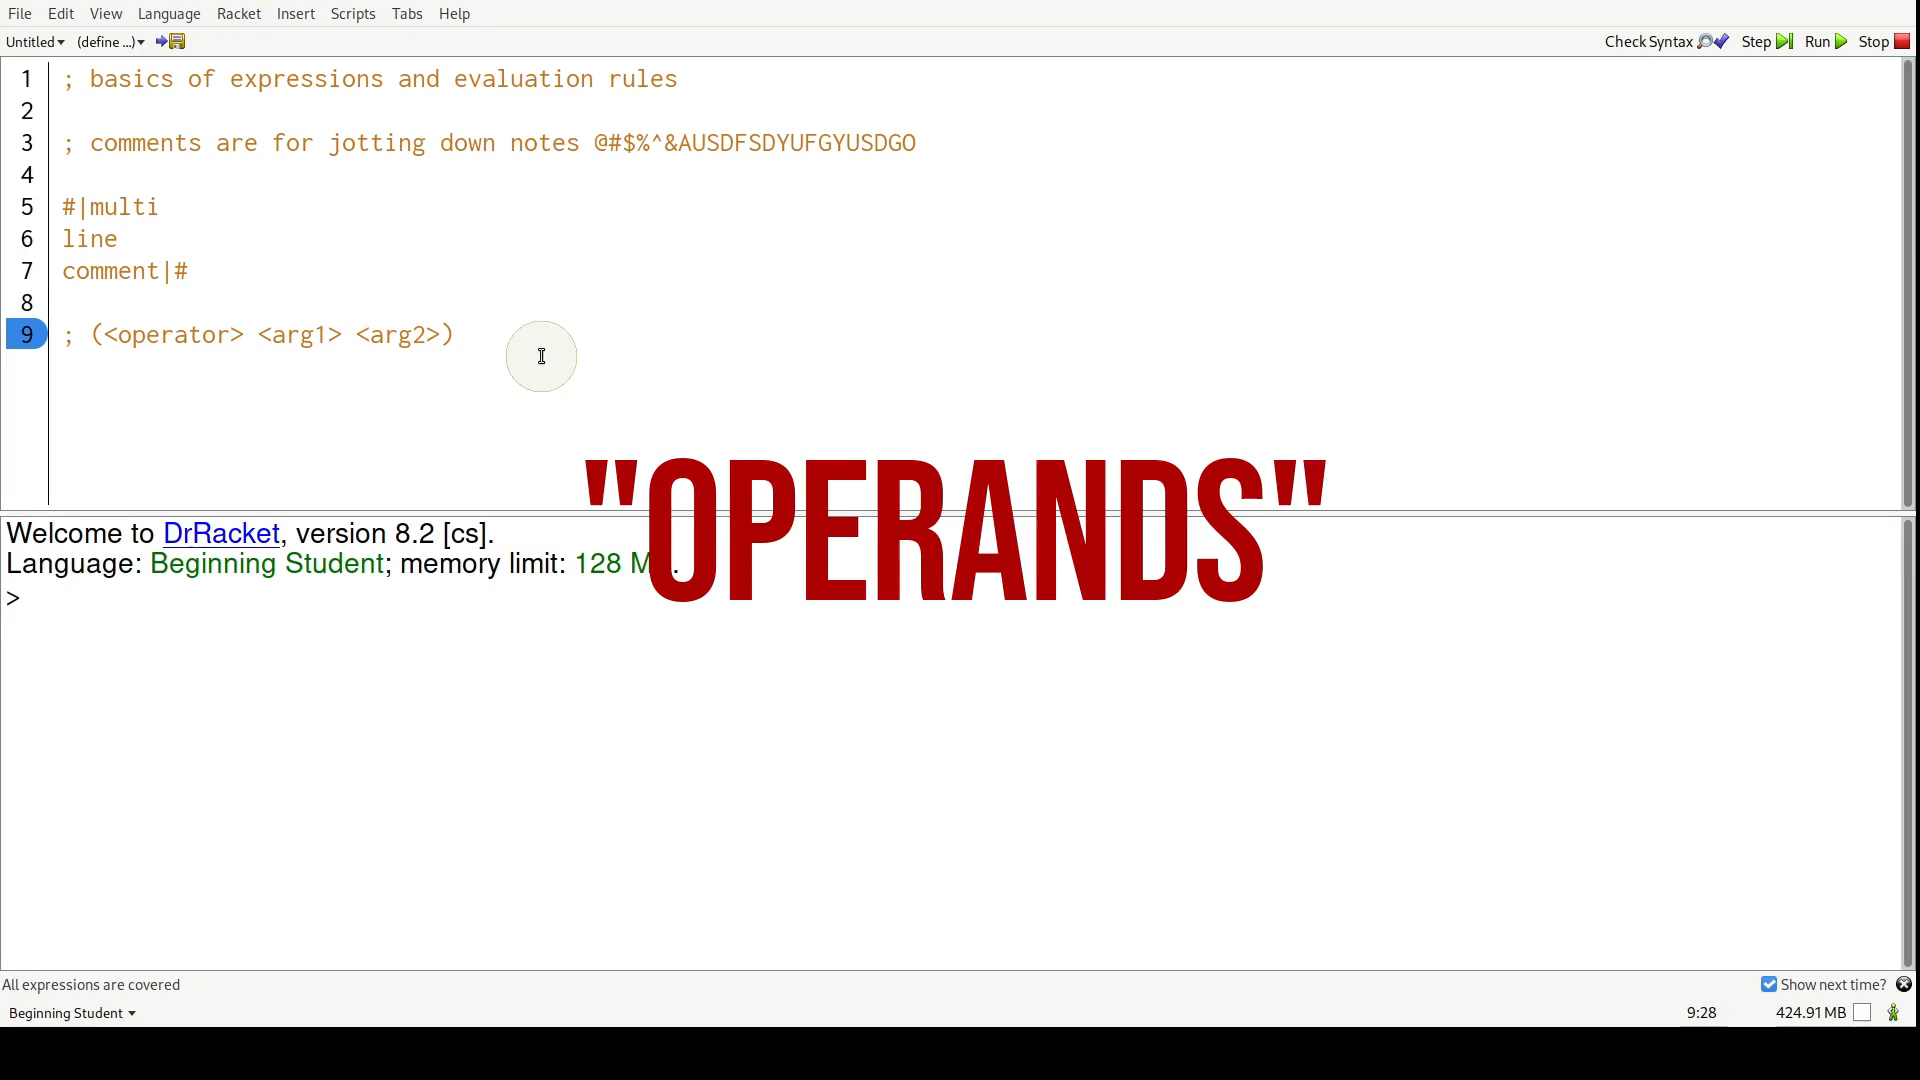 File Edit View Language Racket Insert Scripts Tabs Help
Untitled (define ...) Check Syntax Step Run Stop
1 ; basics of expressions and evaluation rules
2
3 ; comments are for jotting down notes @#$%^&AUSDFSDYUFGYUSDGO
4
5 #|multi
6 line
7 comment|#
8
9 ; (<operator> <arg1> <arg2>)
"OPERANDS"
Welcome to DrRacket, version 8.2 [cs].
Language: Beginning Student; memory limit: 128 M .
>
All expressions are covered Show next time?
Beginning Student 9:28 424.91 MB